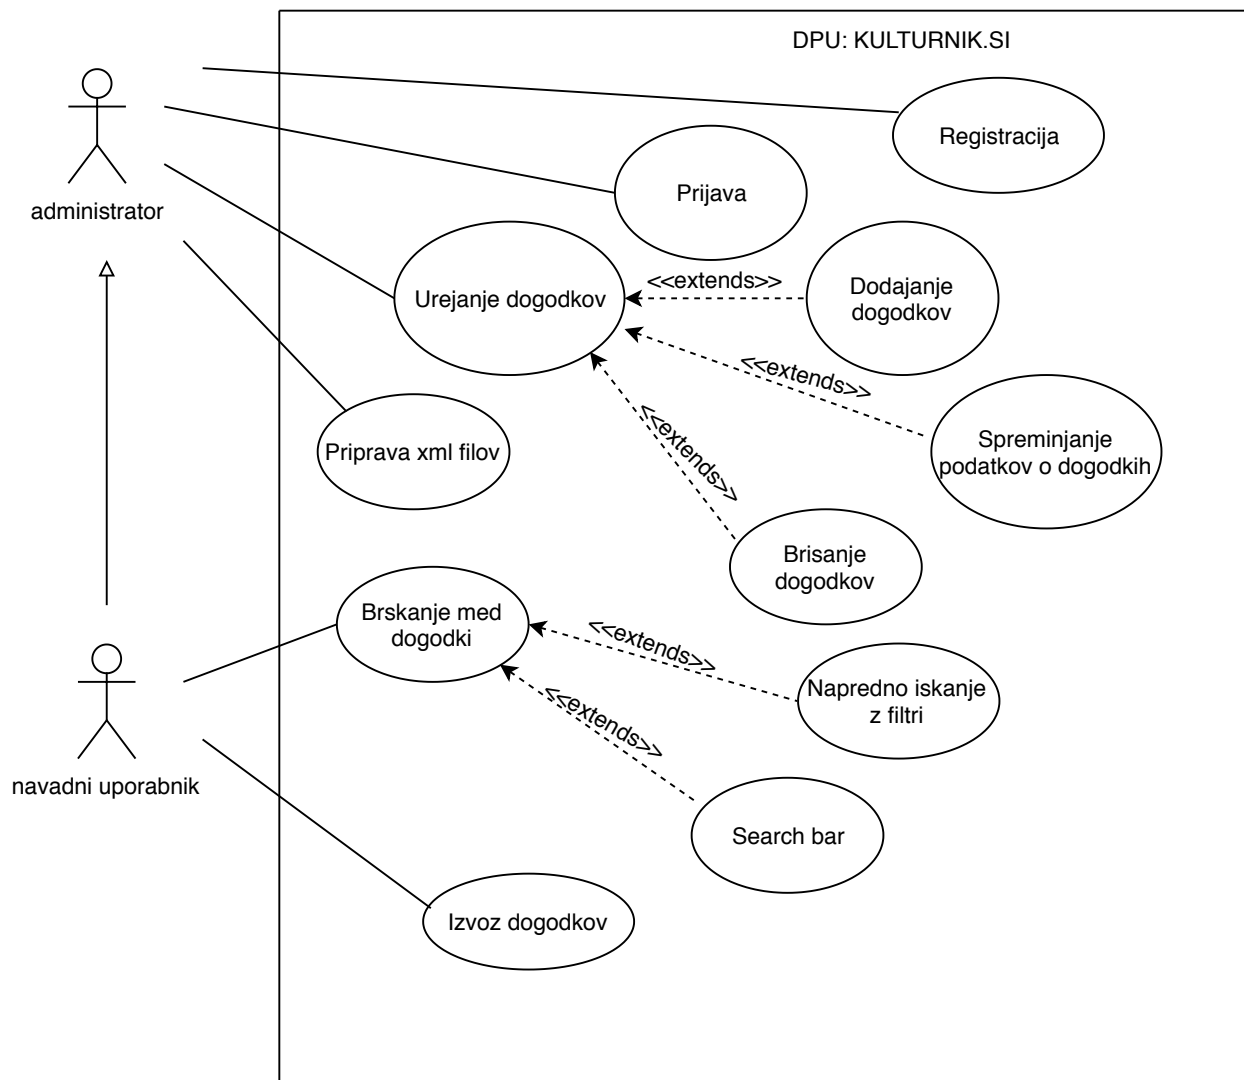 DPU: KULTURNIK.SI
Registracija
Prijava
administrator
Urejanje dogodkov
<<extends>>
Dodajanje
dogodkov
<<extends>>
Spreminjanje
podatkov o dogodkih
<<extends>>
Priprava xml filov
Brisanje
dogodkov
Brskanje med
dogodki
<<extends>>
Napredno iskanje
z filtri
<<extends>>
navadni uporabnik
Search bar
Izvoz dogodkov